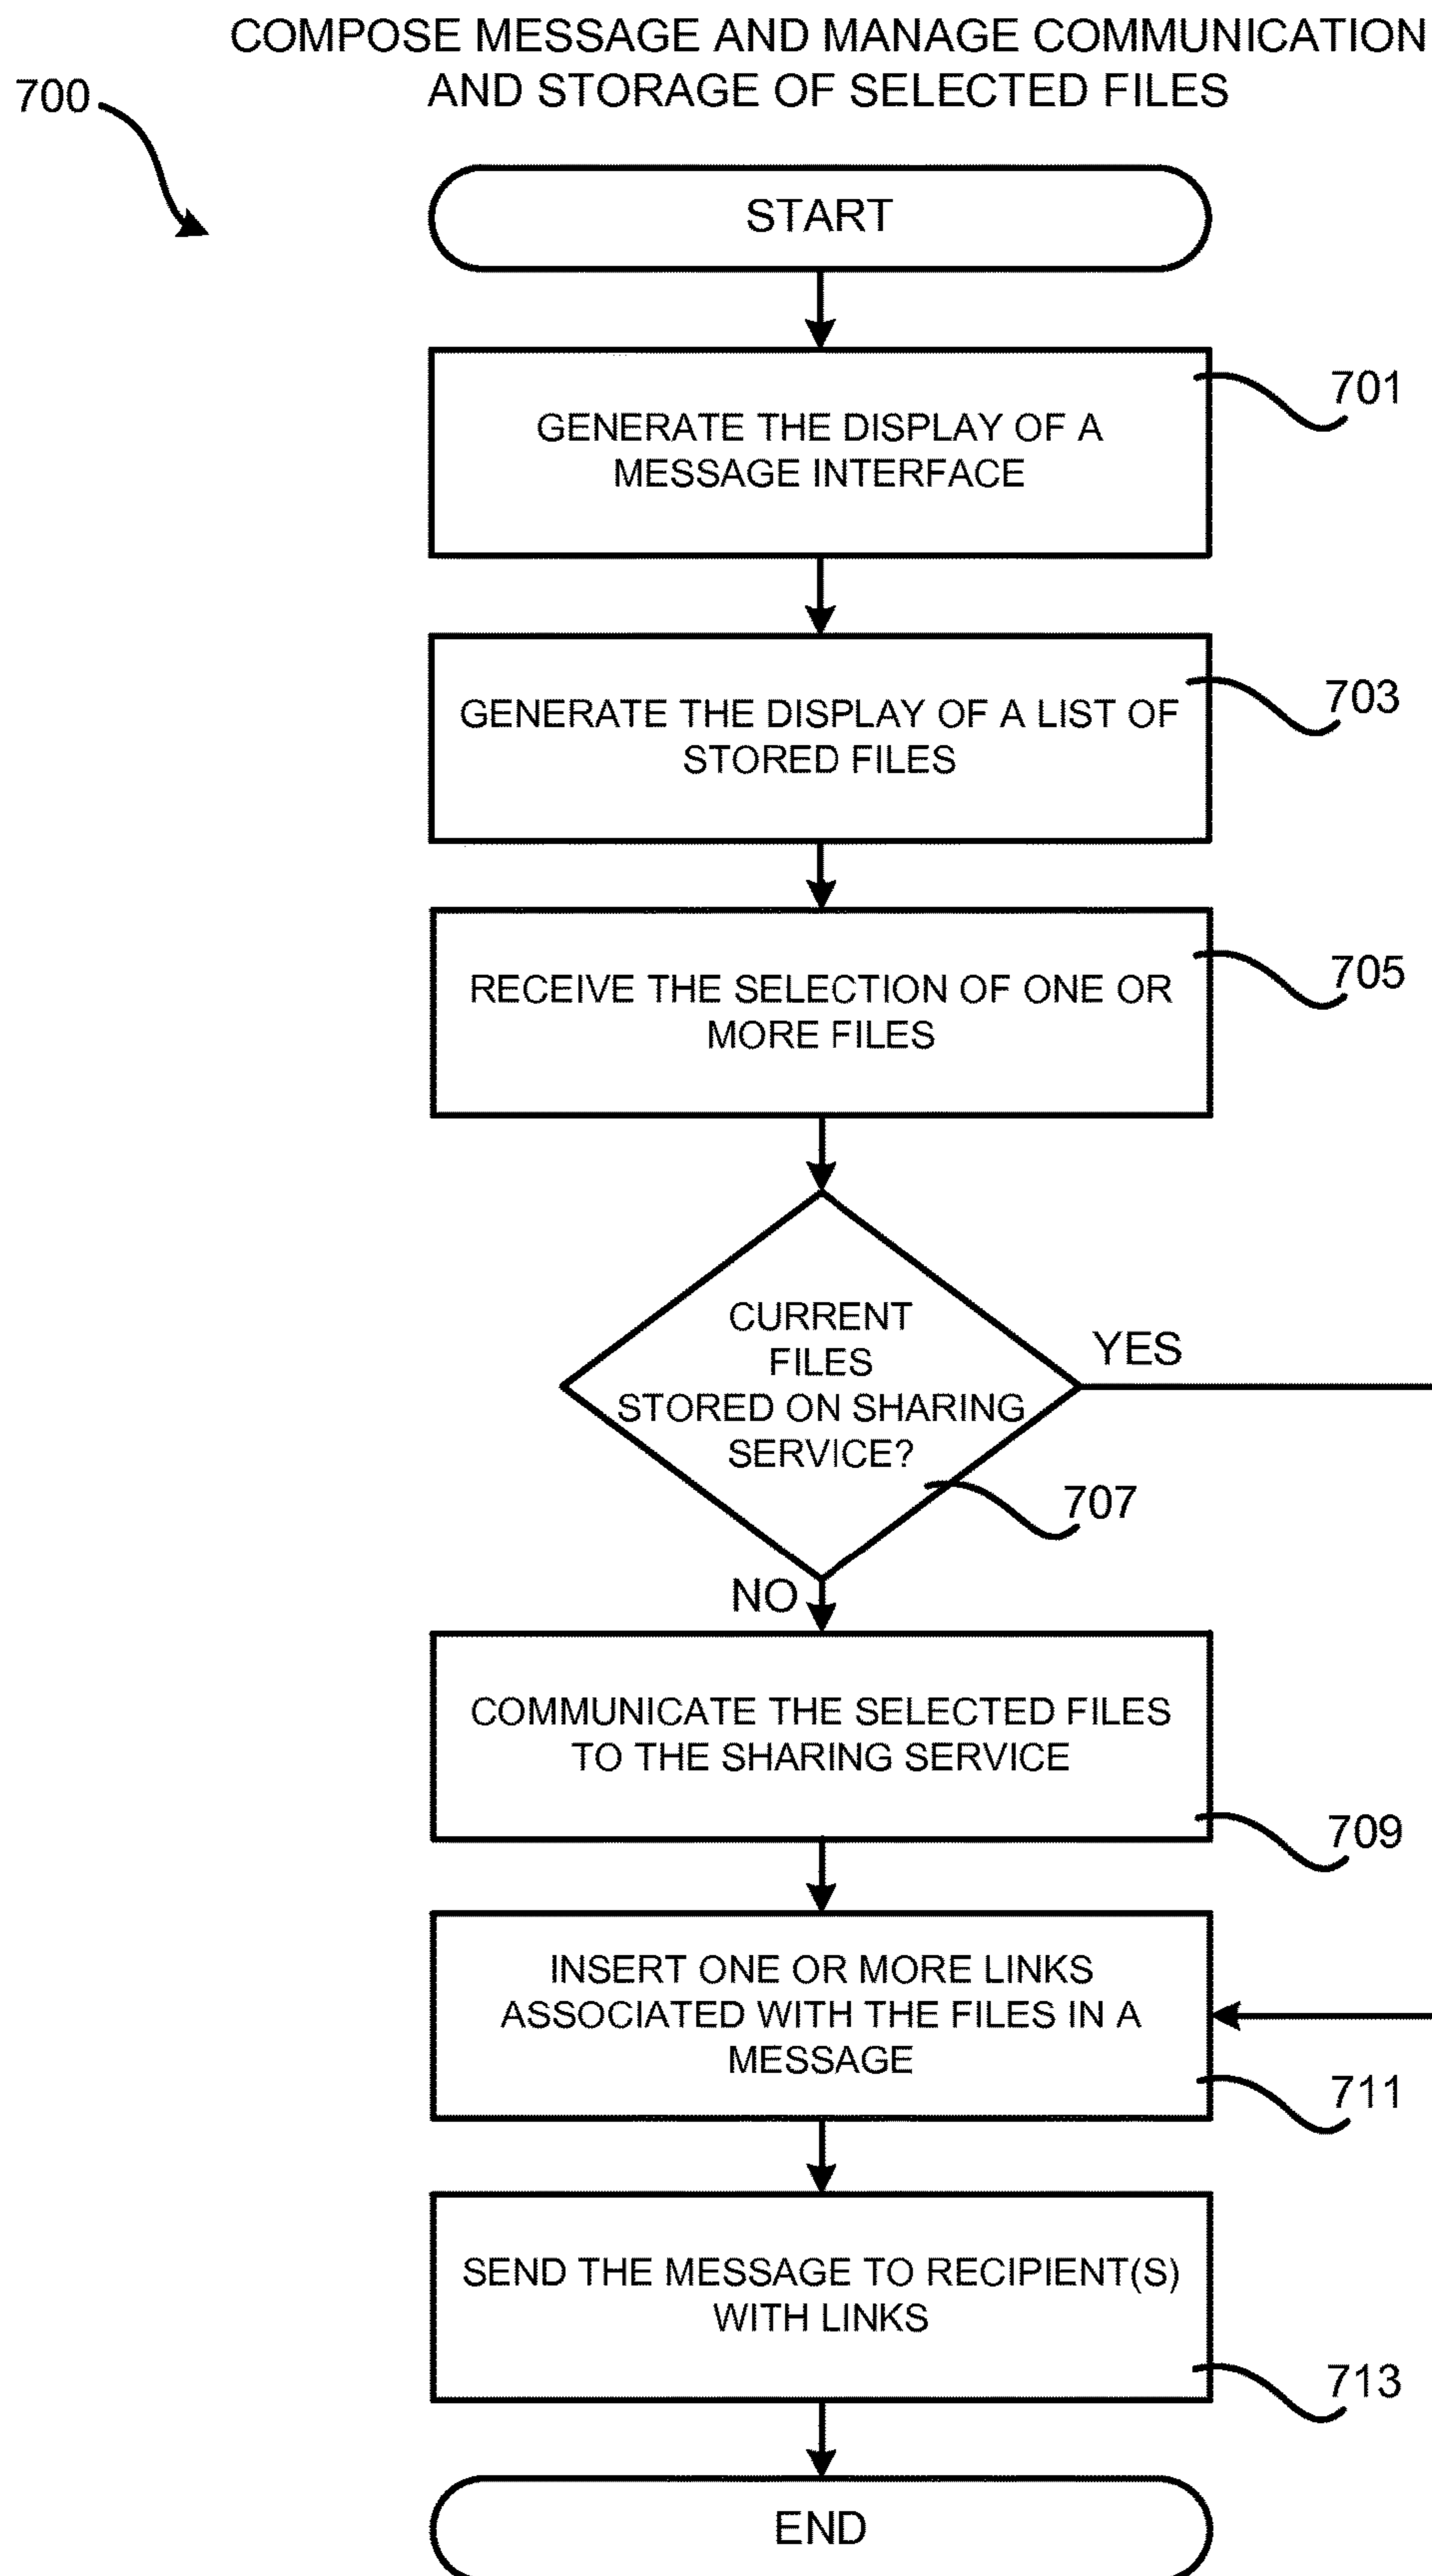 COMPOSE MESSAGE AND MANAGE COMMUNICATION
AND STORAGE OF SELECTED FILES
700
START
GENERATE THE DISPLAY OF A
MESSAGE INTERFACE
701
GENERATE THE DISPLAY OF A LIST OF
STORED FILES
703
RECEIVE THE SELECTION OF ONE OR
MORE FILES
705
CURRENT
FILES
STORED ON SHARING
SERVICE?
YES
707
NO
COMMUNICATE THE SELECTED FILES
TO THE SHARING SERVICE
709
INSERT ONE OR MORE LINKS
ASSOCIATED WITH THE FILES IN A
MESSAGE
711
SEND THE MESSAGE TO RECIPIENT(S)
WITH LINKS
713
END